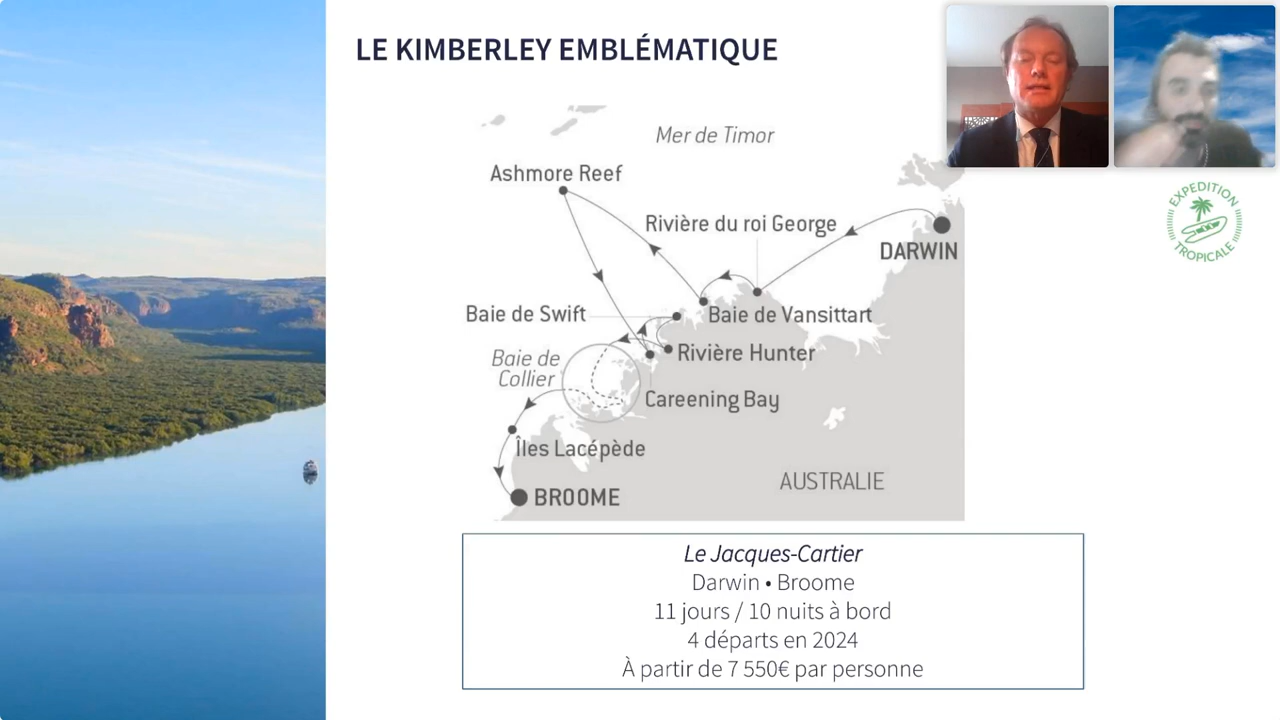 LE KIMBERLEY EMBLÉMATIQUE
Mer de Timor
Ashmore Reef
Rivière du roi George
DARWIN
Baie de Swift
Baie de Vansittart
Rivière Hunter
Baie de
Collier
Careening Bay
Îles Lacépède
AUSTRALIE
BROOME
EXPEDITION
TROPICALE
Le Jacques-Cartier
Darwin • Broome
11 jours / 10 nuits à bord
4 départs en 2024
À partir de 7 550€ par personne